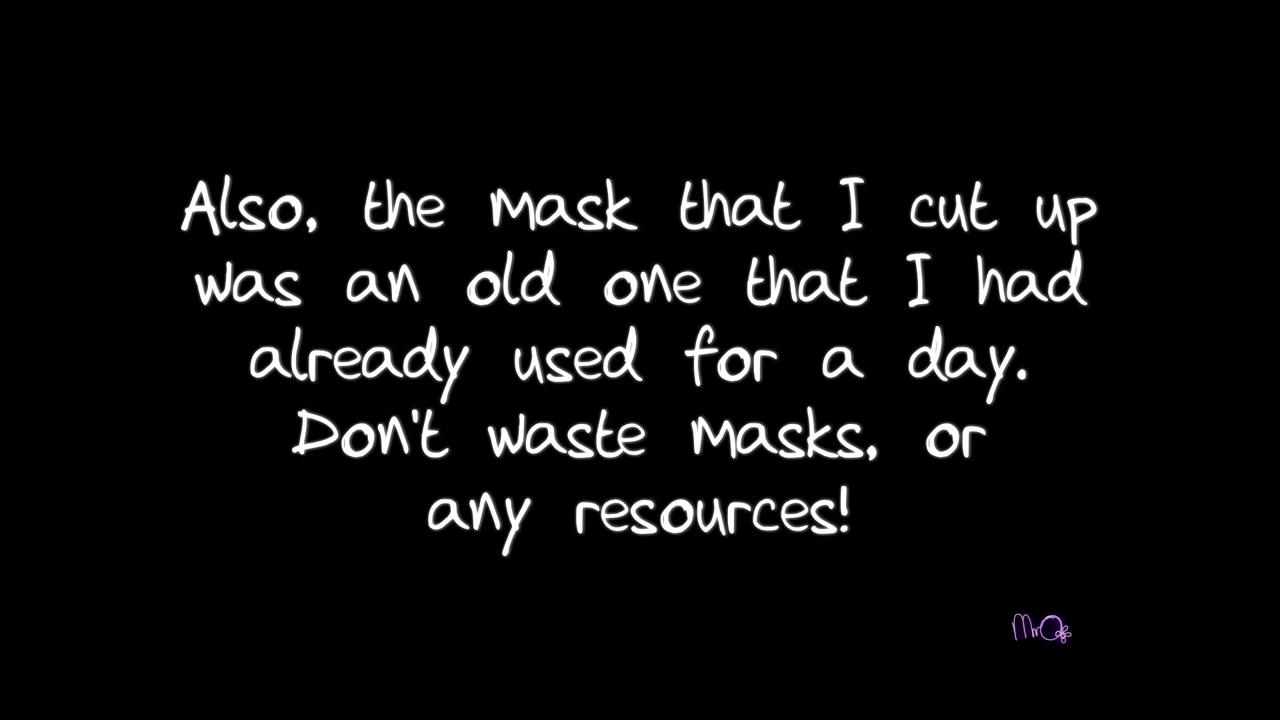 Also, the mask that I cut up
was an old one that I had
already used for a day.
Don't waste masks, or
any resources!